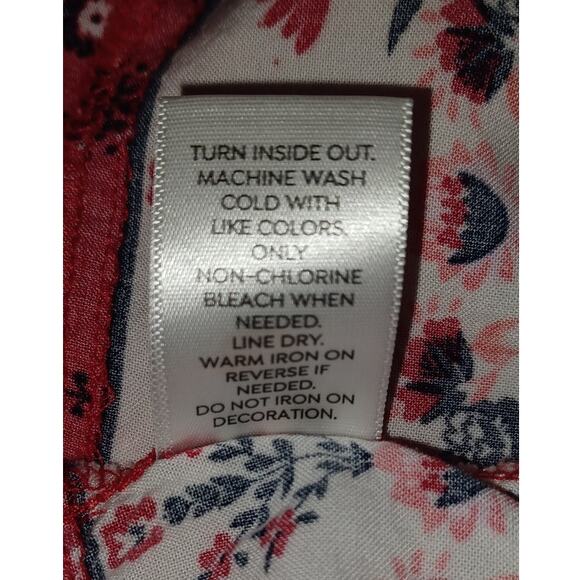 TURN INSIDE OUT.
MACHINE WASH
COLD WITH
LIKE COLORS.
ONLY
NON-CHLORINE
BLEACH WHEN
NEEDED.
LINE DRY.
WARM IRON ON
REVERSE IF
NEEDED.
DO NOT IRON ON
DECORATION.